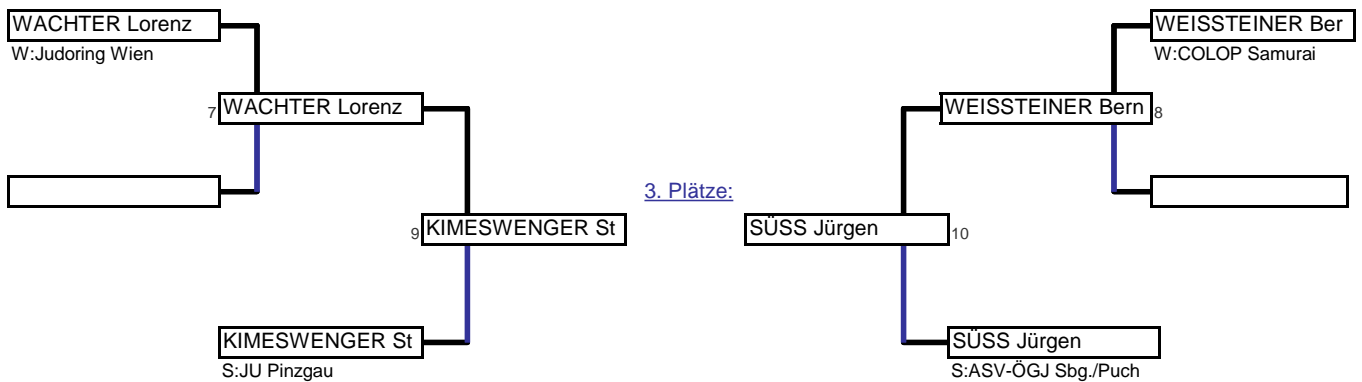 WACHTER Lorenz
W:Judoring Wien
7 WACHTER Lorenz
9 KIMESWENGER St
KIMESWENGER St
S:JU Pinzgau
3. Plätze:
WEISSTEINER Ber
W:COLOP Samurai
WEISSTEINER Bern 8
SÜSS Jürgen 10
SÜSS Jürgen
S:ASV-ÖGJ Sbg./Puch